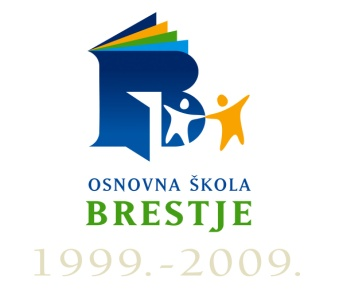 B
OSNOVNA ŠKOLA
BRESTJE
1999.-2009.